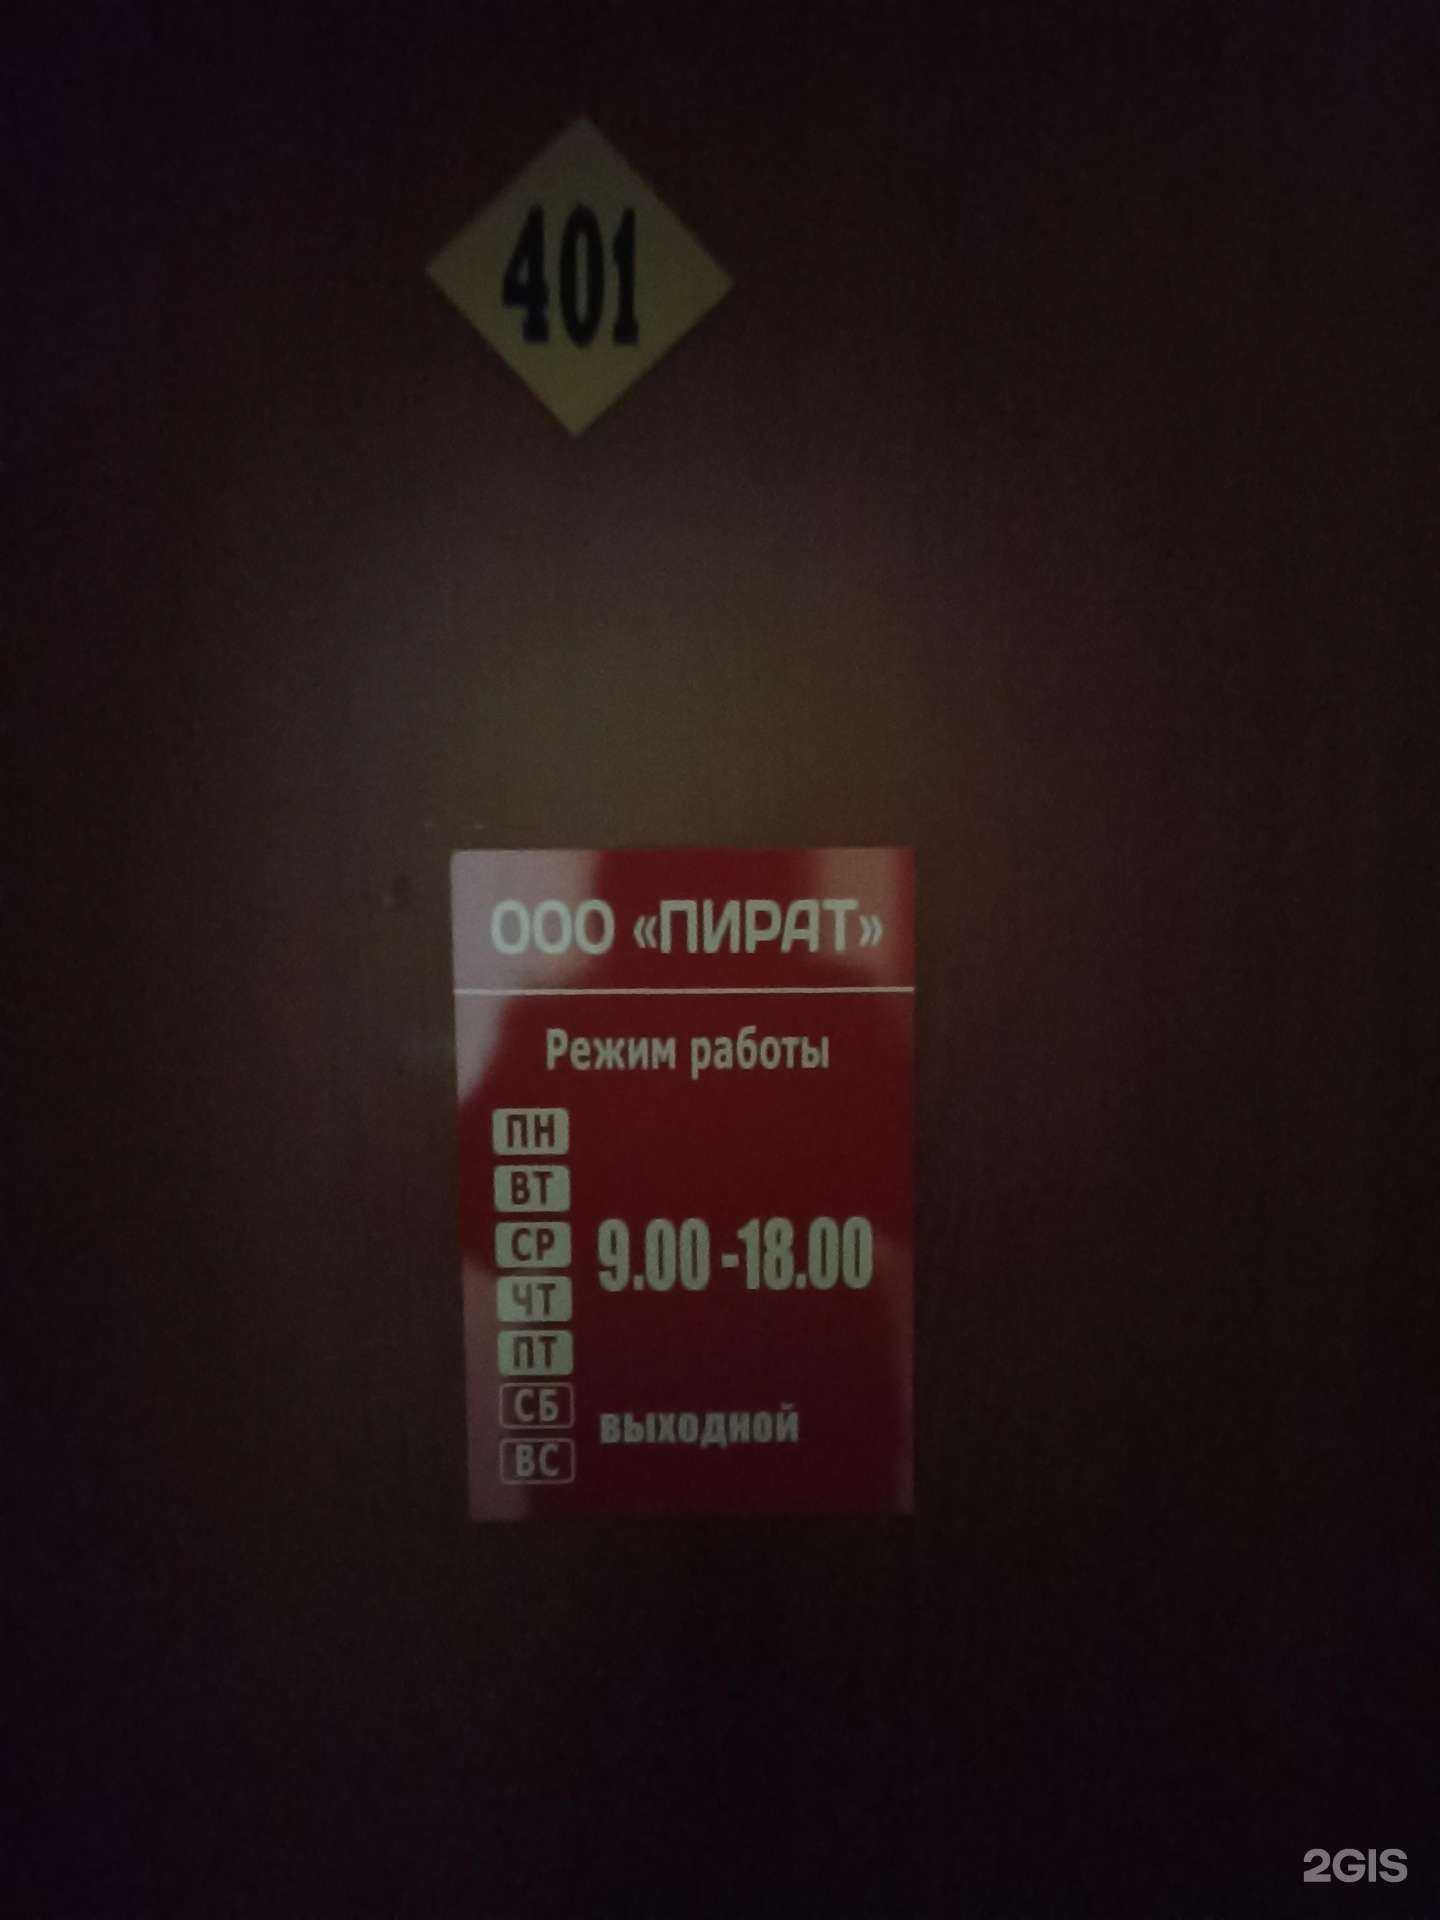 401
ООО «ПИРАТ»
Режим работы
ПН
ВТ
СР
9.00-18.00
ЧТ
ПТ
СБ
выходной
ВС
2GIS